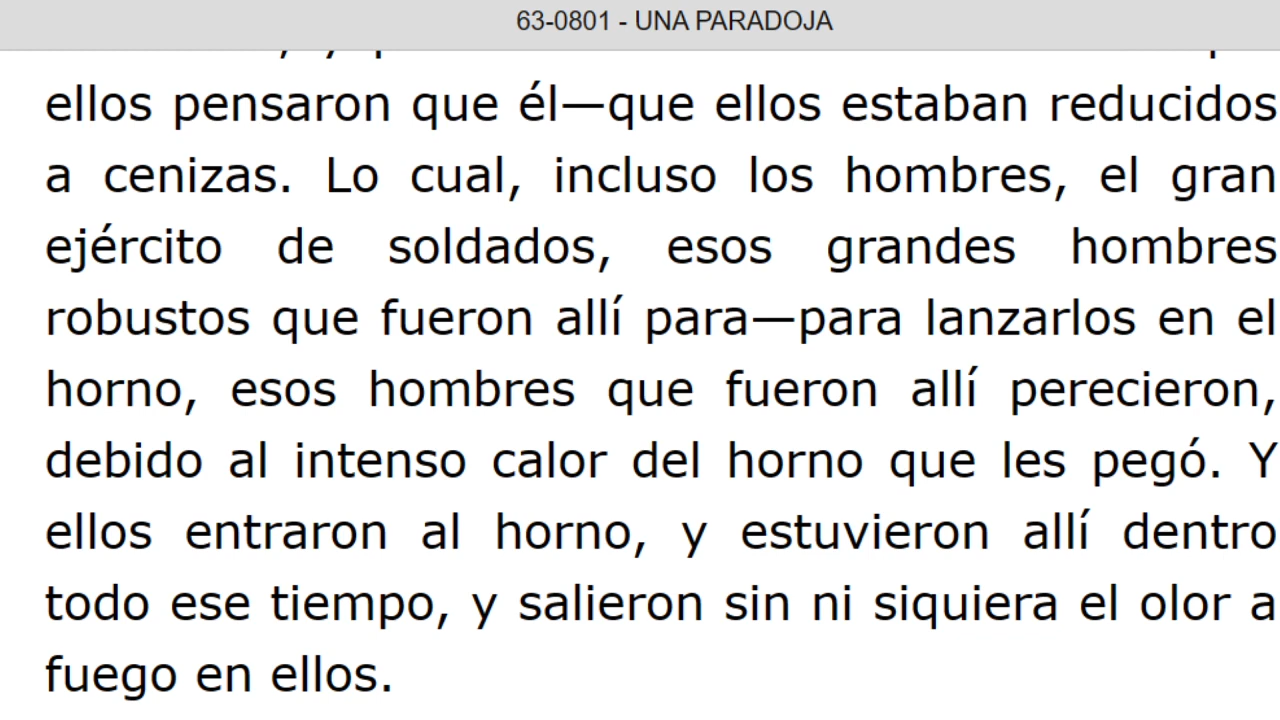 63-0801 - UNA PARADOJA
ellos pensaron que él—que ellos estaban reducidos
a cenizas. Lo cual, incluso los hombres, el gran
ejército de soldados, esos grandes hombres
robustos que fueron allí para—para lanzarlos en el
horno, esos hombres que fueron allí perecieron,
debido al intenso calor del horno que les pegó. Y
ellos entraron al horno, y estuvieron allí dentro
todo ese tiempo, y salieron sin ni siquiera el olor a
fuego en ellos.